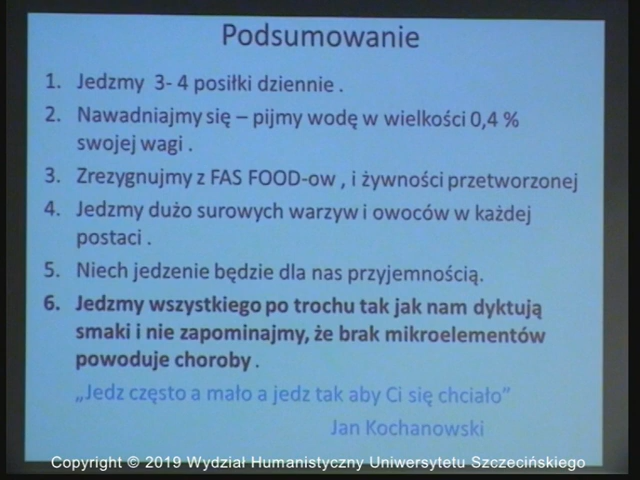 Podsumowanie
1. Jedzmy 3- 4 posiłki dziennie .
2. Nawadniajmy się – pijmy wodę w wielkości 0,4 %
swojej wagi .
3. Zrezygnujmy z FAS FOOD-ow , i żywności przetworzonej
4. Jedzmy dużo surowych warzyw i owoców w każdej
postaci .
5. Niech jedzenie będzie dla nas przyjemnością.
6. Jedzmy wszystkiego po trochu tak jak nam dyktują
smaki i nie zapominajmy, że brak mikroelementów
powoduje choroby .
„Jedz często a mało a jedz tak aby Ci się chciało”
Jan Kochanowski
Copyright © 2019 Wydział Humanistyczny Uniwersytetu Szczecińskiego